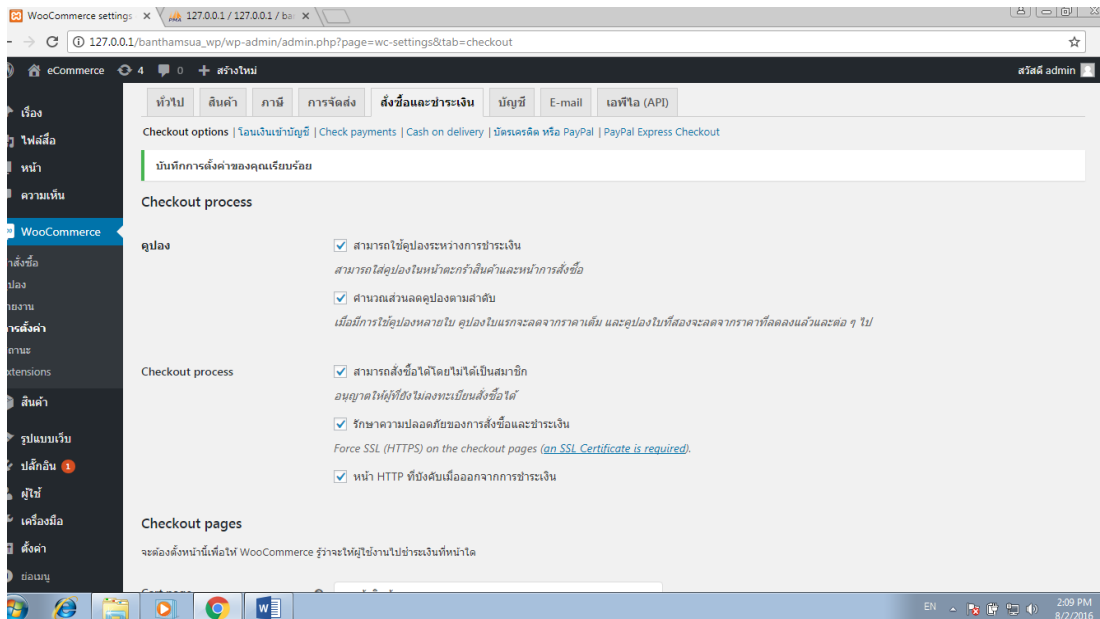 WooCommerce settings
127.0.0.1 / 127.0.0.1 / ba
127.0.0.1/banthamsua_wp/wp-admin/admin.php?page=wc-settings&tab=checkout
eCommerce 4 0 + สร้างใหม่ สวัสดี admin
ทั่วไป สินค้า ภาษี การจัดส่ง สั่งซื้อและชำระเงิน บัญชี E-mail เอพีไอ (API)
เรื่อง
Checkout options | โอนเงินเข้าบัญชี | Check payments | Cash on delivery | บัตรเครดิต หรือ PayPal | PayPal Express Checkout
ไฟล์สื่อ
บันทึกการตั้งค่าของคุณเรียบร้อย
หน้า
ความเห็น
Checkout process
WooCommerce
คูปอง
สามารถใช้คูปองระหว่างการชำระเงิน
สามารถใส่คูปองในหน้าตะกร้าสินค้าและหน้าการสั่งซื้อ
คำนวณส่วนลดคูปองตามลำดับ
เมื่อมีการใช้คูปองหลายใบ คูปองใบแรกจะลดจากราคาเต็ม และคูปองใบที่สองจะลดจากราคาที่ลดลงแล้วและต่อ ๆ ไป
าสั่งซื้อ
ปอง
ายงาน
ารตั้งค่า
ถานะ
xtensions
Checkout process
สามารถสั่งซื้อได้โดยไม่ได้เป็นสมาชิก
อนุญาตให้ผู้ที่ยังไม่ลงทะเบียนสั่งซื้อได้
รักษาความปลอดภัยของการสั่งซื้อและชำระเงิน
Force SSL (HTTPS) on the checkout pages (an SSL Certificate is required).
หน้า HTTP ที่บังคับเมื่อออกจากการชำระเงิน
สินค้า
รูปแบบเว็บ
ปลั๊กอิน 1
ผู้ใช้
เครื่องมือ
ตั้งค่า
ย่อเมนู
Checkout pages
จะต้องตั้งหน้านี้เพื่อให้ WooCommerce รู้ว่าจะให้ผู้ใช้งานไปชำระเงินที่หน้าใด
EN 2:09 PM
8/2/2016